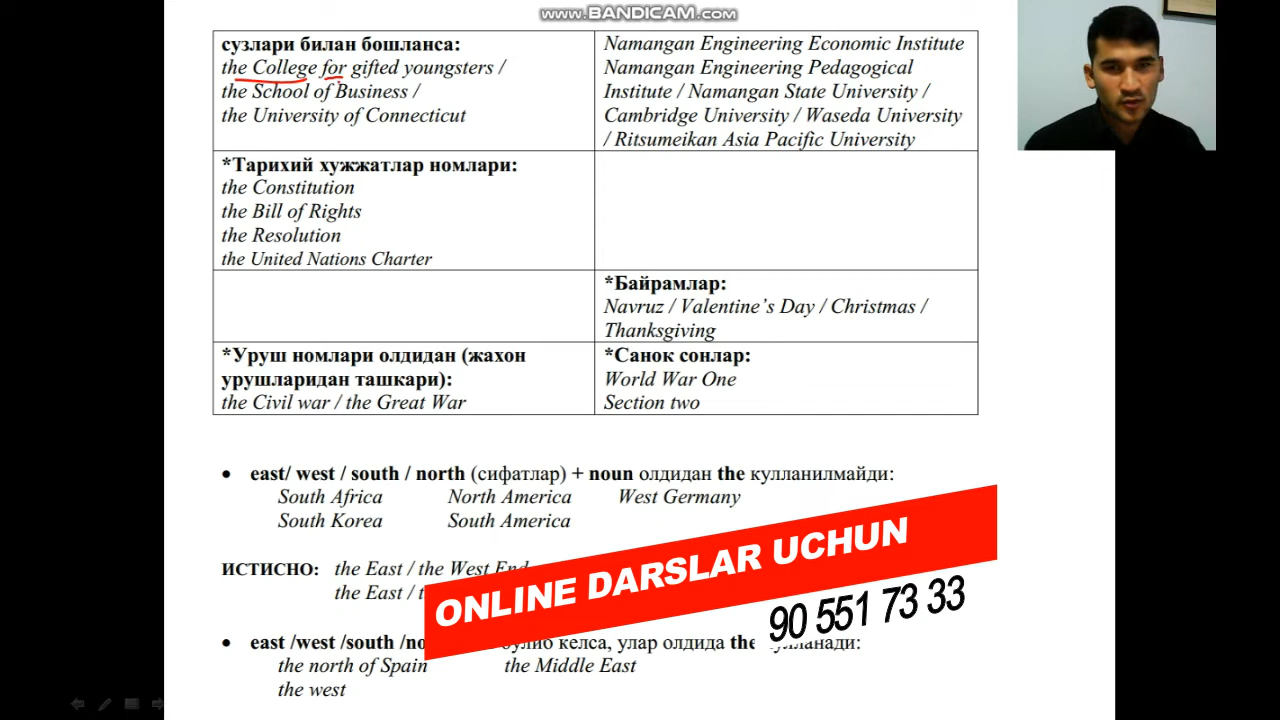 www.BANDICAM.com
сузлари билан бошланса:
the College for gifted youngsters /
the School of Business /
the University of Connecticut
Namangan Engineering Economic Institute
Namangan Engineering Pedagogical
Institute / Namangan State University /
Cambridge University / Waseda University
/ Ritsumeikan Asia Pacific University
*Тарихий хужжатлар номлари:
the Constitution
the Bill of Rights
the Resolution
the United Nations Charter
*Байрамлар:
Navruz / Valentine’s Day / Christmas /
Thanksgiving
*Уруш номлари олдидан (жахон
урушларидан ташкари):
the Civil war / the Great War
*Санок сонлар:
World War One
Section two
• east/ west / south / north (сифатлар) + noun олдидан the кулланилмайди:
South Africa North America West Germany
South Korea South America
ИСТИСНО: the East / the West End
the East /
ONLINE DARSLAR UCHUN
90 551 73 33
• east /west /south /no булиб келса, улар олдида the
the north of Spain the Middle East
the west